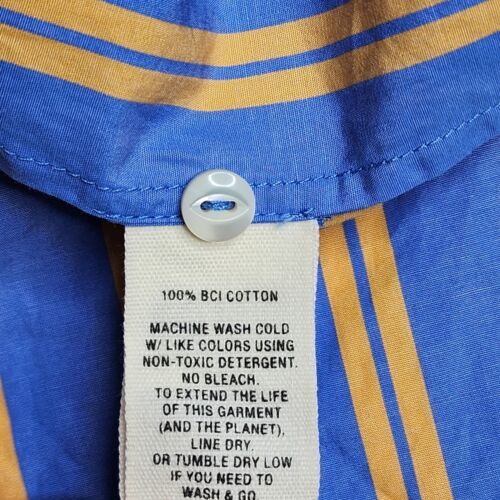 100% BCI COTTON
MACHINE WASH COLD
W/ LIKE COLORS USING
NON-TOXIC DETERGENT.
NO BLEACH.
TO EXTEND THE LIFE
OF THIS GARMENT
(AND THE PLANET),
LINE DRY.
OR TUMBLE DRY LOW
IF YOU NEED TO
WASH & GO